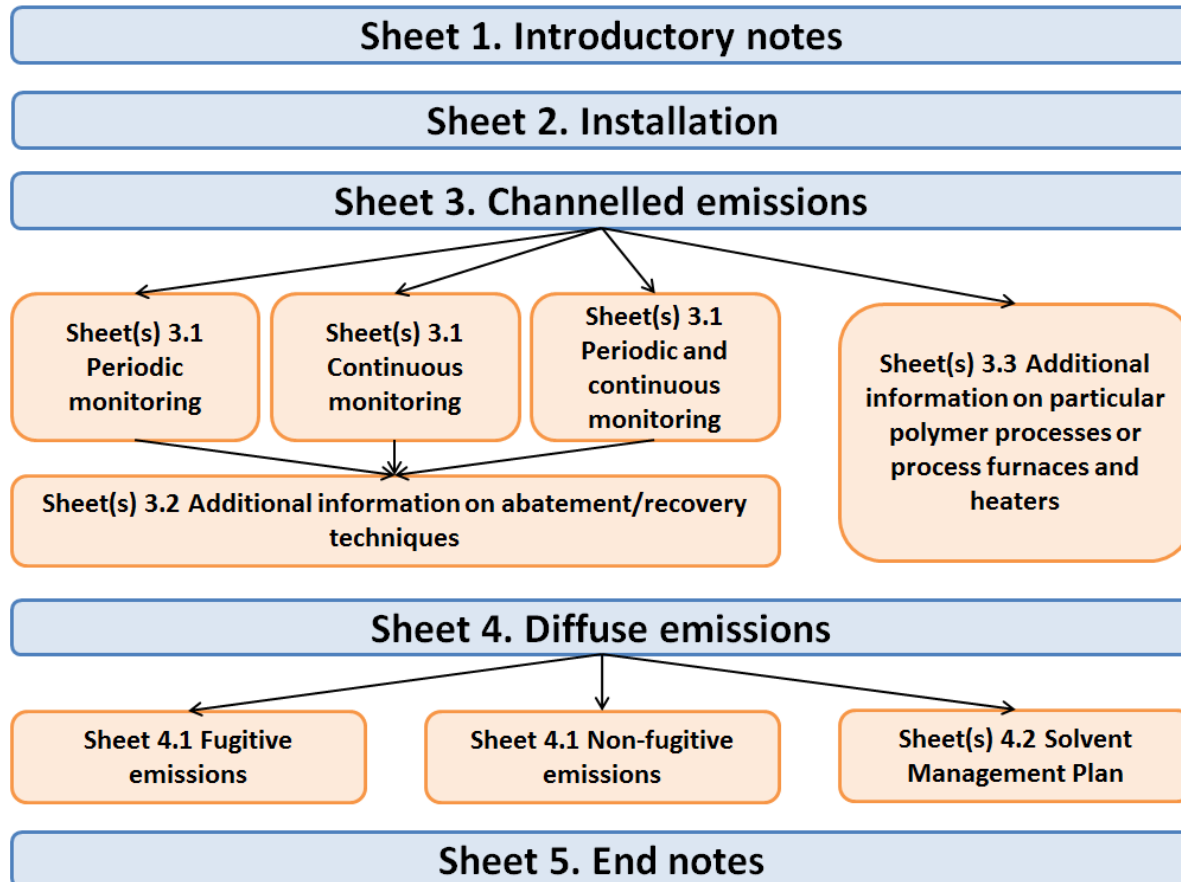 Sheet 1. Introductory notes
Sheet 2. Installation
Sheet 3. Channelled emissions
Sheet(s) 3.1
Periodic
monitoring
Sheet(s) 3.1
Continuous
monitoring
Sheet(s) 3.1
Periodic and
continuous
monitoring
Sheet(s) 3.3 Additional
information on particular
polymer processes or
process furnaces and
heaters
Sheet(s) 3.2 Additional information on abatement/recovery
techniques
Sheet 4. Diffuse emissions
Sheet 4.1 Fugitive
emissions
Sheet 4.1 Non-fugitive
emissions
Sheet(s) 4.2 Solvent
Management Plan
Sheet 5. End notes